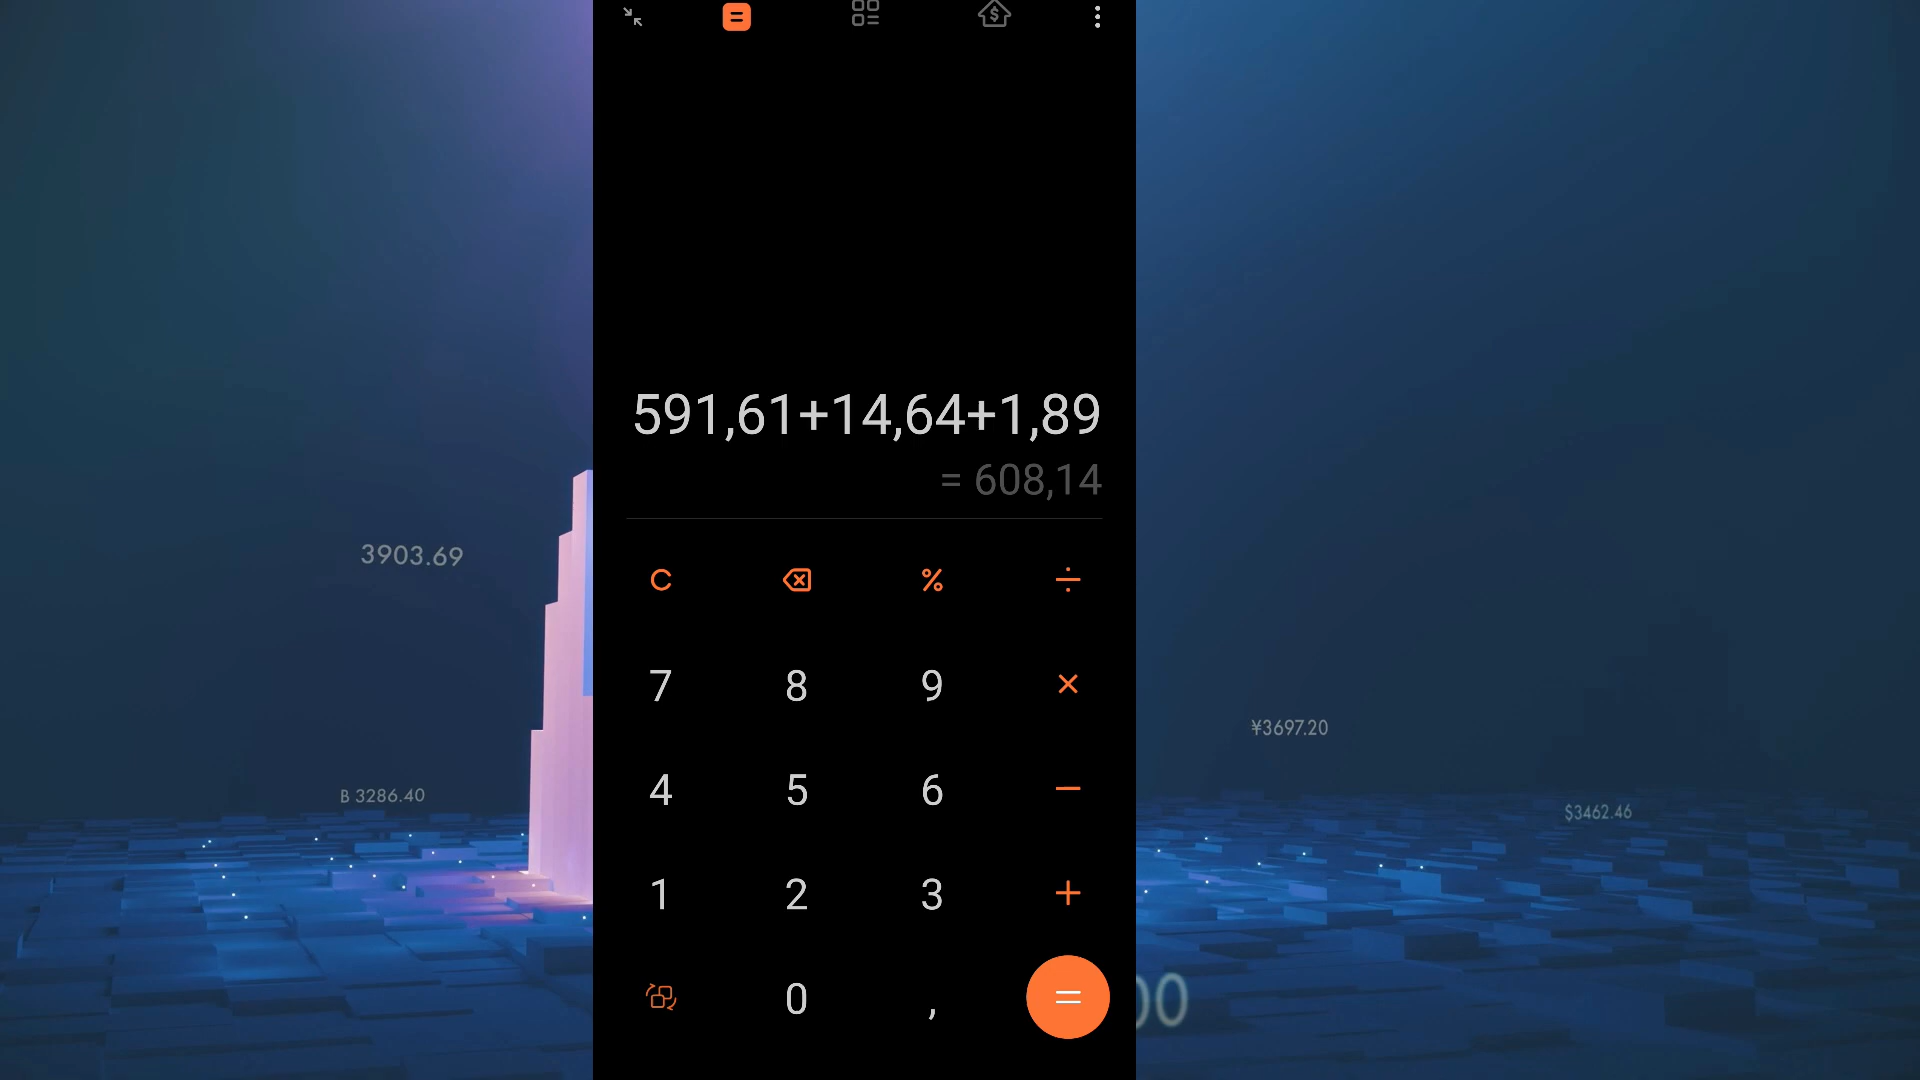 591,61+14,64+1,89
= 608,14
C % ÷
7 8 9 ×
4 5 6 −
1 2 3 +
0 , =
3903.69
B 3286.40
¥3697.20
$3462.46
00